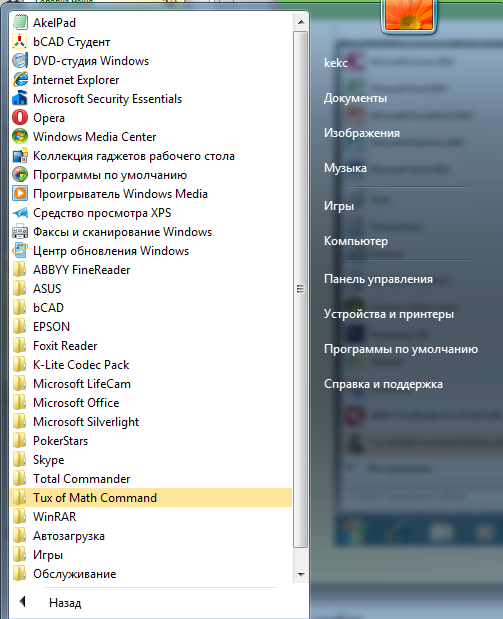 AkelPad
bCAD Студент
DVD-студия Windows
Internet Explorer
Microsoft Security Essentials
Opera
Windows Media Center
Коллекция гаджетов рабочего стола
Программы по умолчанию
Проигрыватель Windows Media
Средство просмотра XPS
Факсы и сканирование Windows
Центр обновления Windows
ABBYY FineReader
ASUS
bCAD
EPSON
Foxit Reader
K-Lite Codec Pack
Microsoft LifeCam
Microsoft Office
Microsoft Silverlight
PokerStars
Skype
Total Commander
Tux of Math Command
WinRAR
Автозагрузка
Игры
Обслуживание
Назад
kekc
Документы
Изображения
Музыка
Игры
Компьютер
Панель управления
Устройства и принтеры
Программы по умолчанию
Справка и поддержка